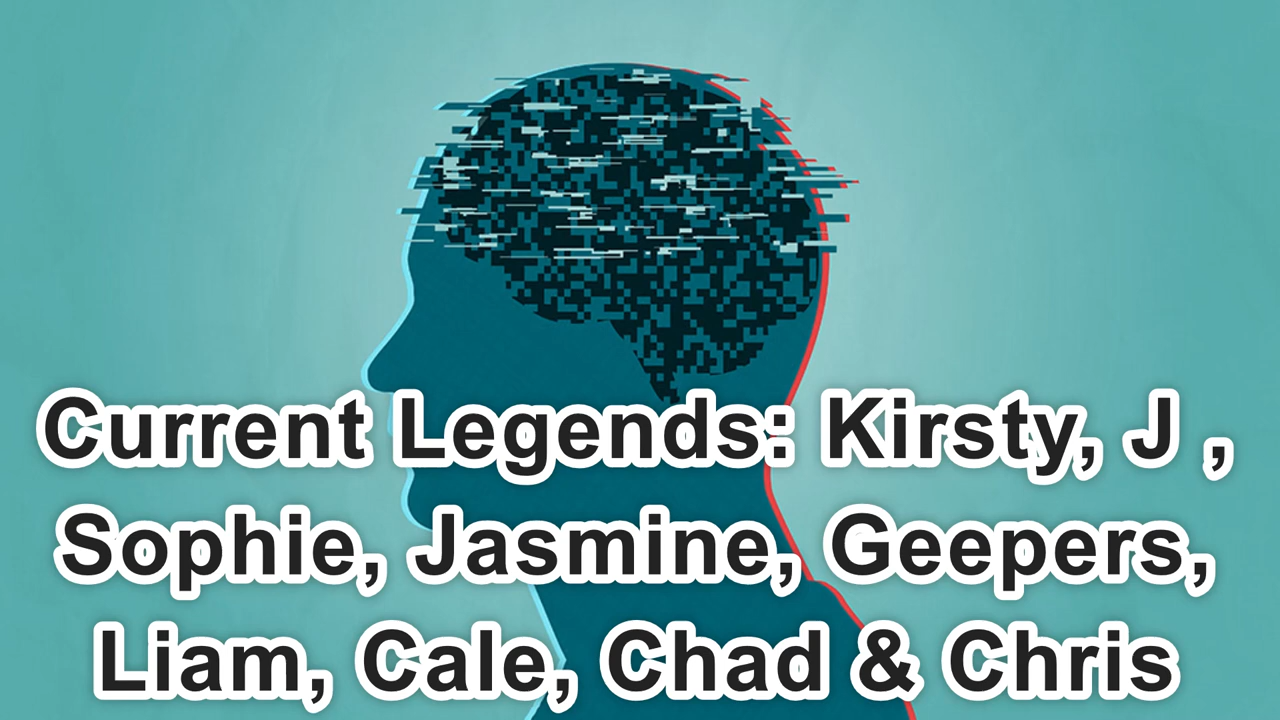 Current Legends: Kirsty, J ,
Sophie, Jasmine, Geepers,
Liam, Cale, Chad & Chris